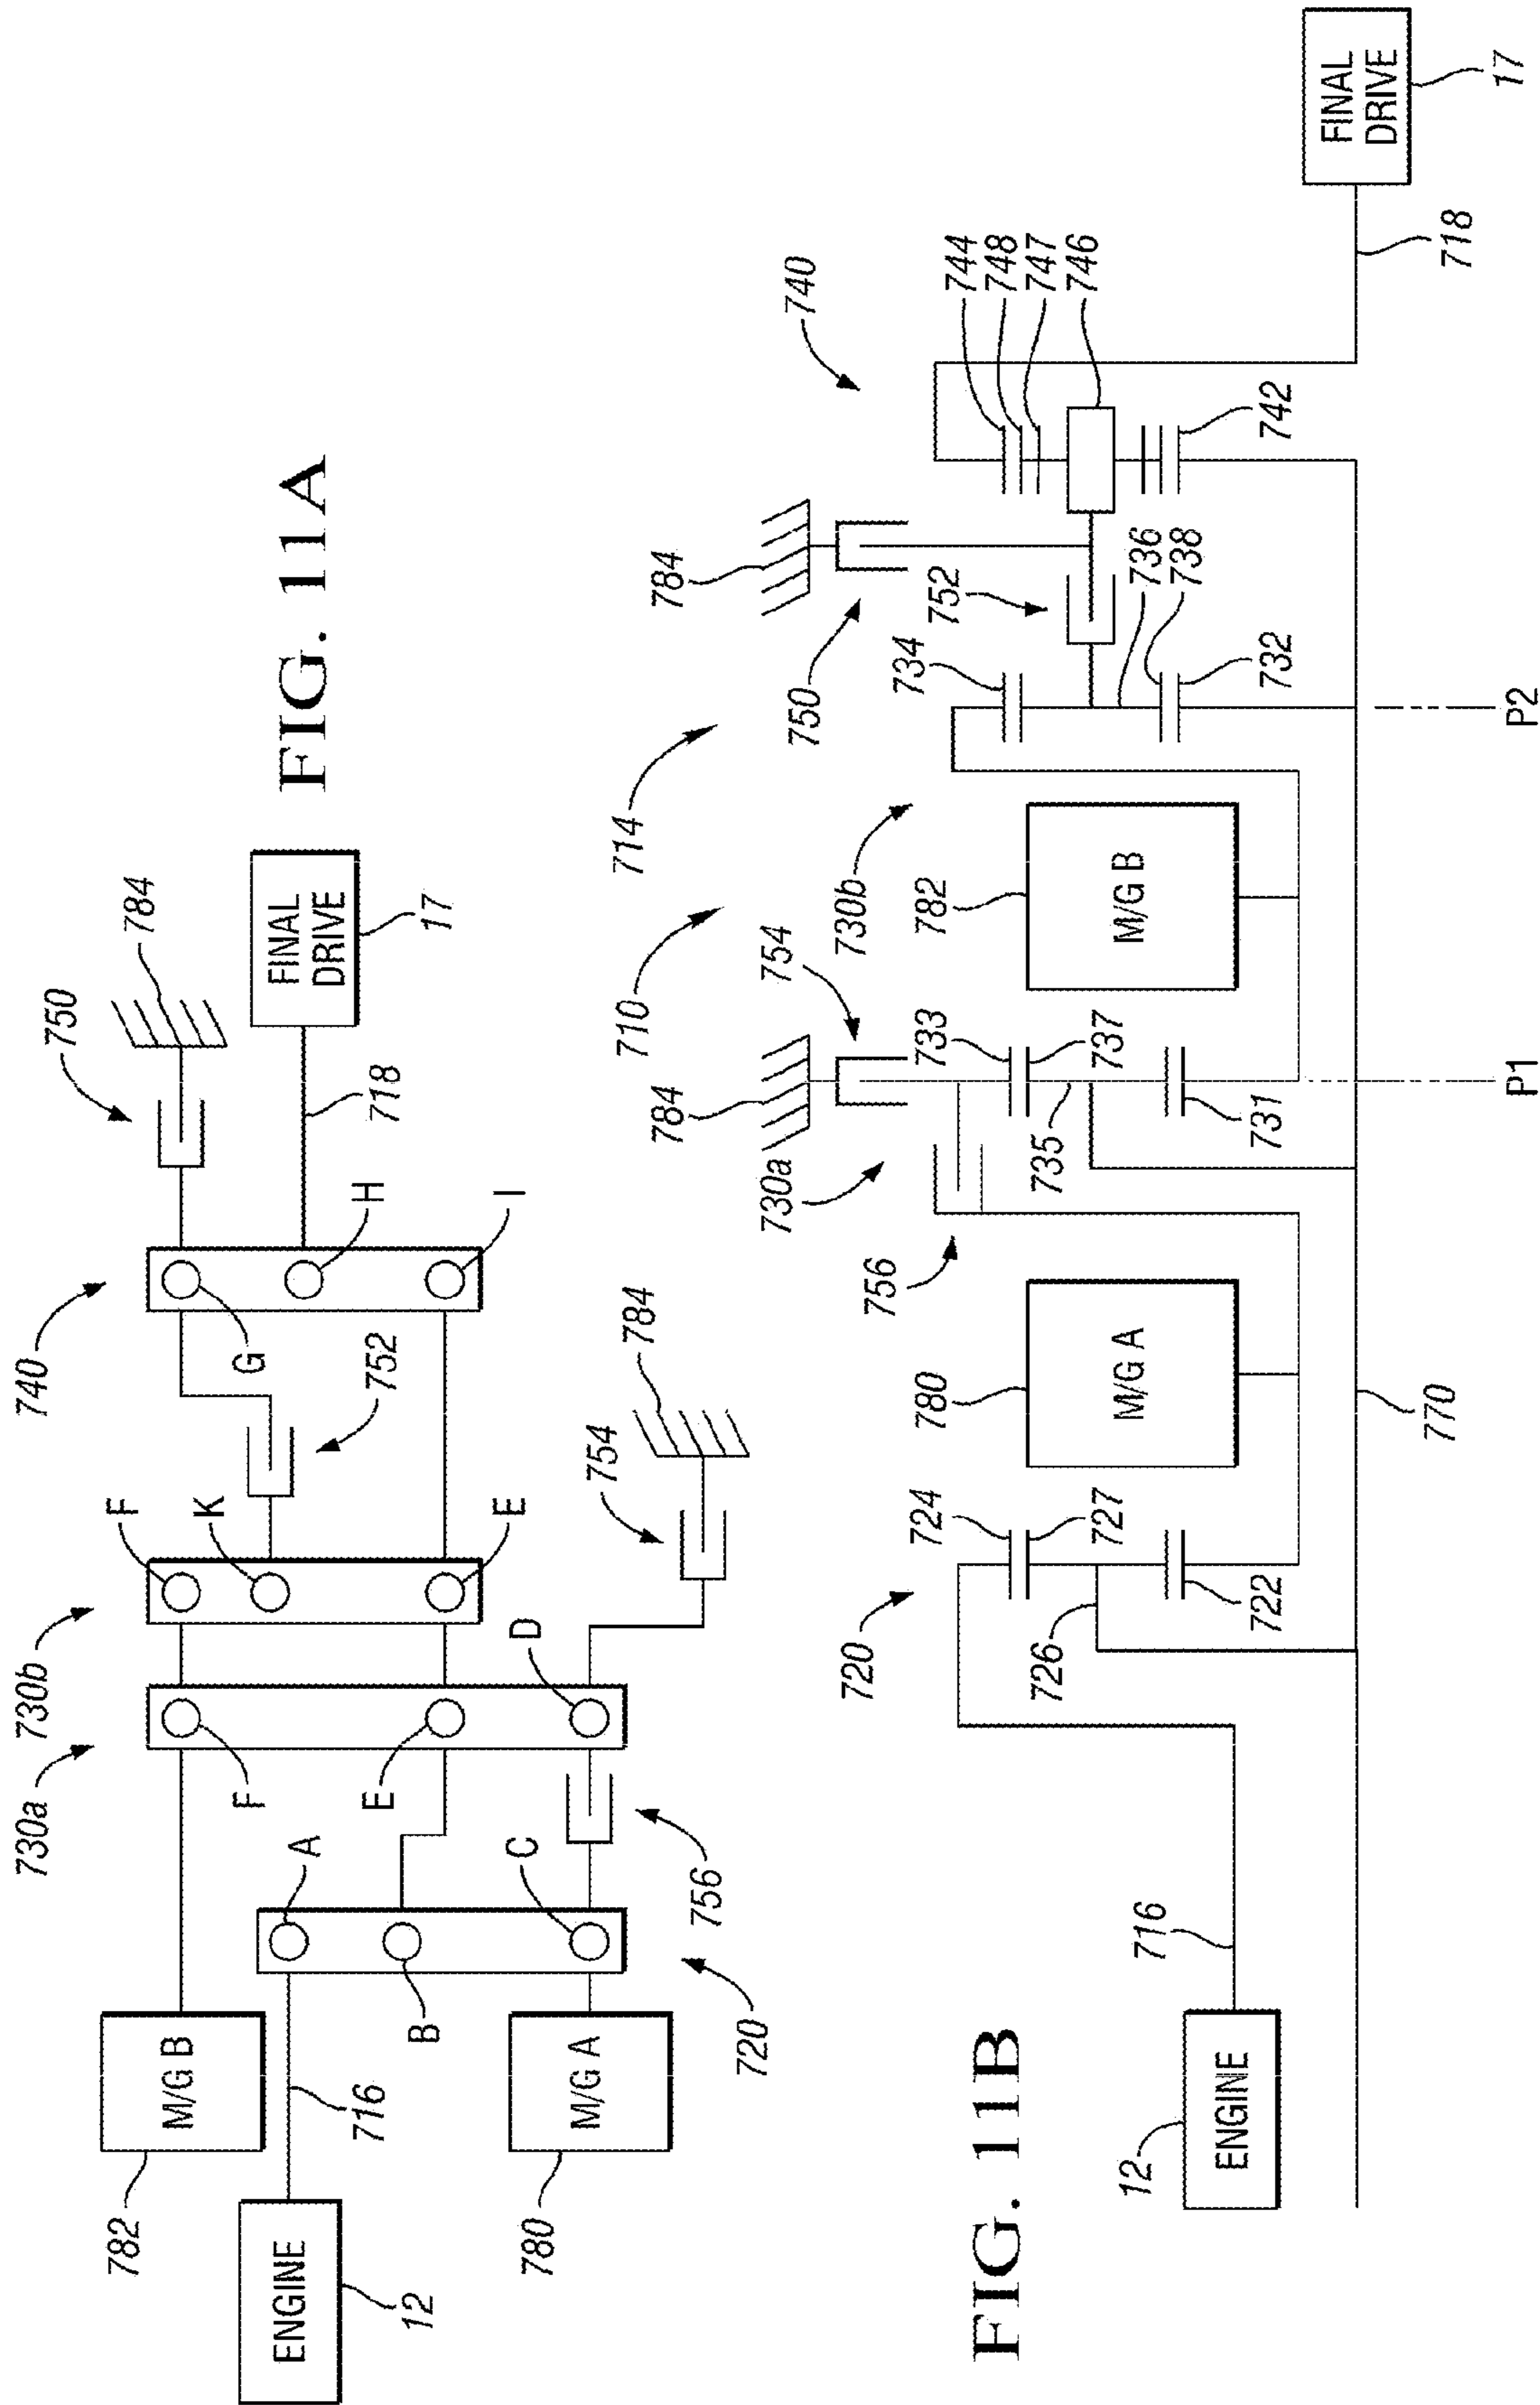 FIG. 11A
730a
730b
740
750
784
F
K
E
G
H
I
752
718
FINAL
DRIVE
17
782
M/G B
716
ENGINE
12
A
B
C
F
E
D
780
M/G A
720
756
754
784
FIG. 11B
710
714
740
744
748
747
746
742
784
750
752
734
736
738
732
730b
782
M/G B
754
784
733
737
730a
735
731
756
780
M/G A
724
727
720
726
722
716
12
ENGINE
770
P1
P2
718
FINAL
DRIVE
17